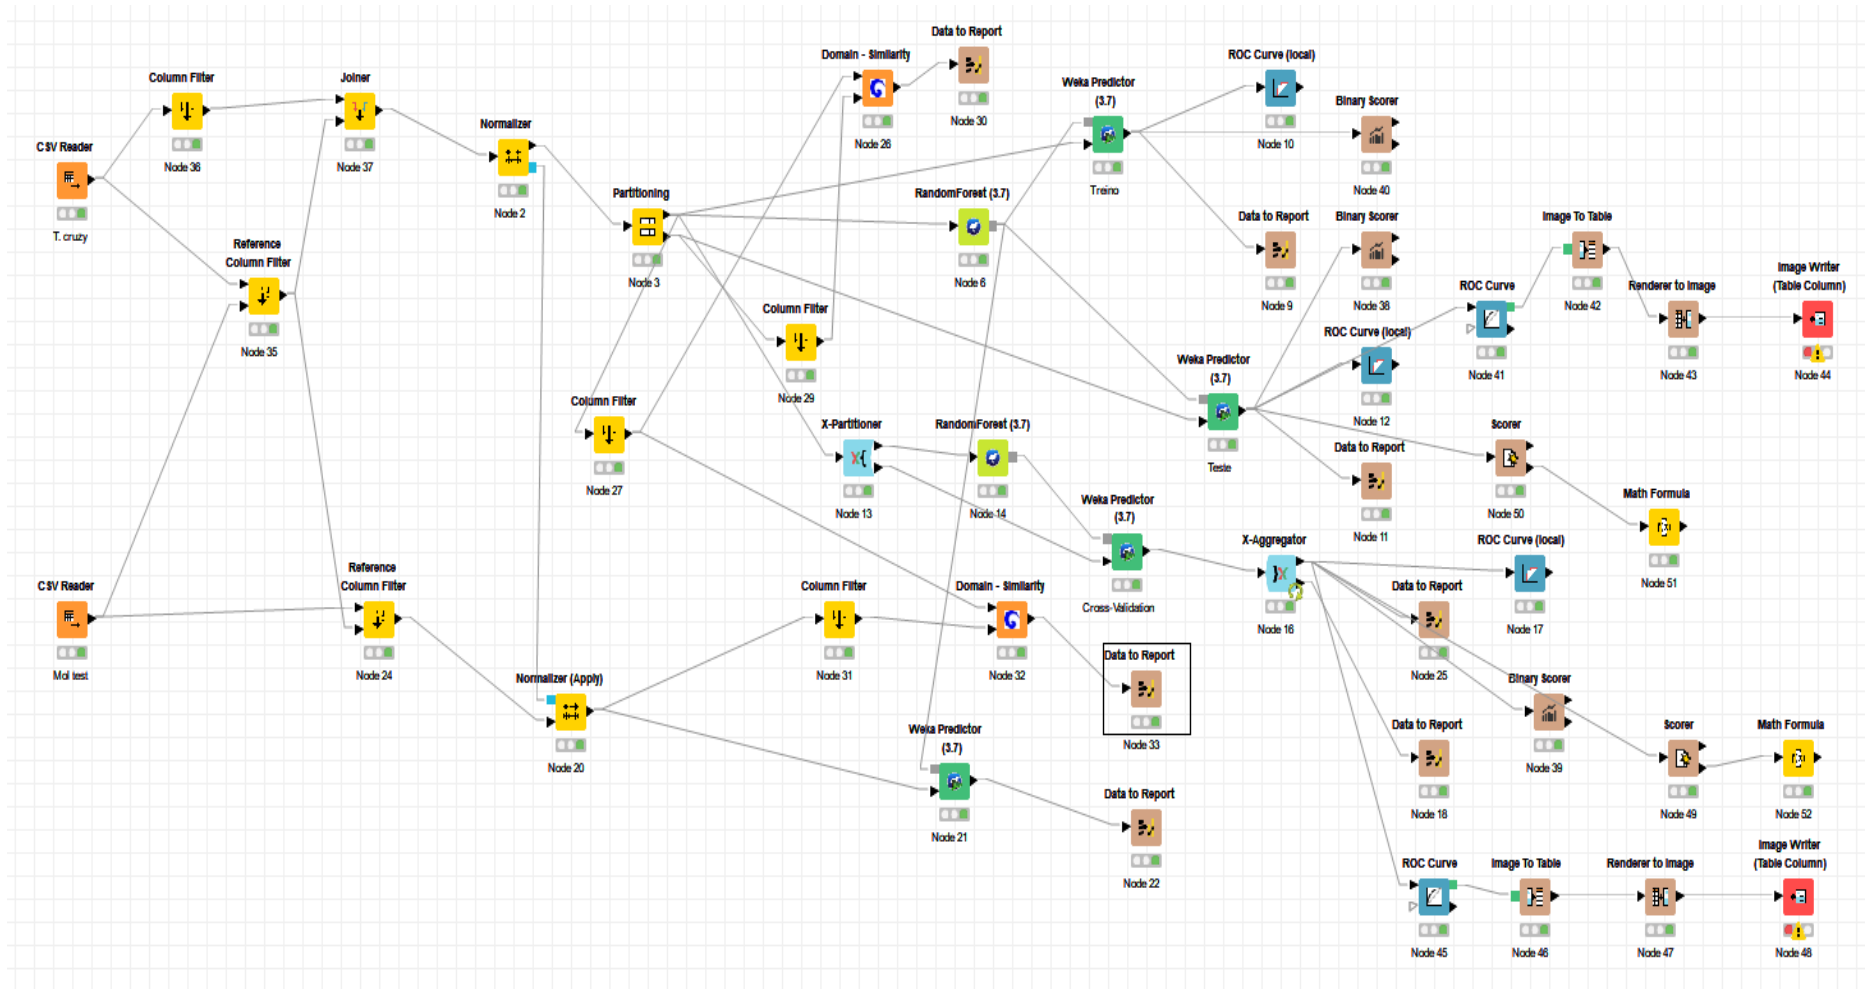 Data to Report
Node 30
Domain - Similarity
Node 26
ROC Curve (local)
Node 10
Column Filter
Node 36
Joiner
Node 37
Weka Predictor
(3.7)
Treino
Binary Scorer
Node 40
Normalizer
Node 2
CSV Reader
T. cruzy
Partitioning
Node 3
RandomForest (3.7)
Node 6
Data to Report
Node 9
Binary Scorer
Node 38
Image To Table
Node 42
Reference
Column Filter
Node 35
Column Filter
Node 29
ROC Curve
Node 41
Renderer to Image
Node 43
Image Writer
(Table Column)
Node 44
ROC Curve (local)
Node 12
Weka Predictor
(3.7)
Teste
Column Filter
Node 27
X-Partitioner
Node 13
RandomForest (3.7)
Node 14
Data to Report
Node 11
Scorer
Node 50
Math Formula
Node 51
Weka Predictor
(3.7)
Cross-Validation
X-Aggregator
Node 16
ROC Curve (local)
Node 17
CSV Reader
Mol test
Reference
Column Filter
Node 24
Column Filter
Node 31
Domain - Similarity
Node 32
Data to Report
Node 25
Data to Report
Node 33
Normalizer (Apply)
Node 20
Binary Scorer
Node 39
Weka Predictor
(3.7)
Node 21
Data to Report
Node 18
Scorer
Node 49
Math Formula
Node 52
Data to Report
Node 22
ROC Curve
Node 45
Image To Table
Node 46
Renderer to Image
Node 47
Image Writer
(Table Column)
Node 48